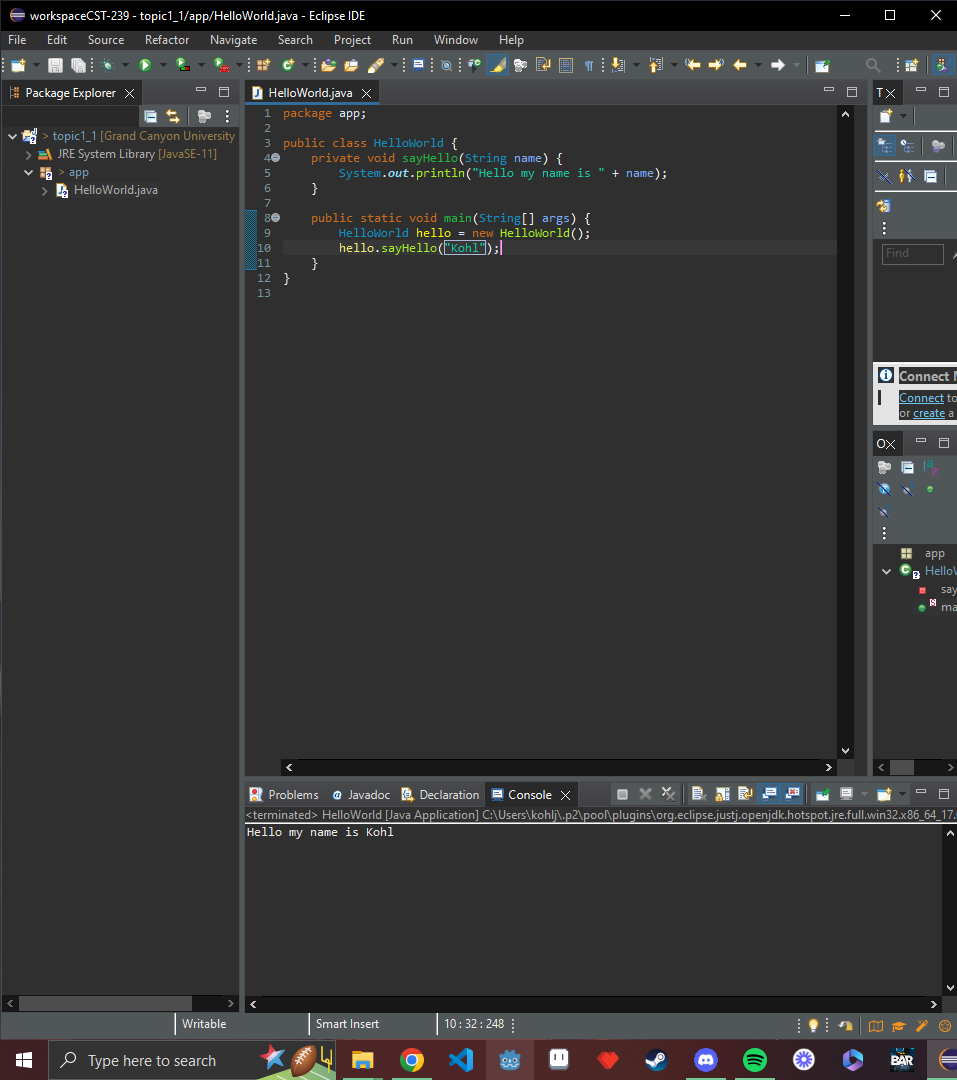 workspaceCST-239 - topic1_1/app/HelloWorld.java - Eclipse IDE
File Edit Source Refactor Navigate Search Project Run Window Help
Package Explorer
> topic1_1 [Grand Canyon University
JRE System Library [JavaSE-11]
> app
HelloWorld.java
HelloWorld.java
1 package app;
2
3 public class HelloWorld {
4 private void sayHello(String name) {
5 System.out.println("Hello my name is " + name);
6 }
7
8 public static void main(String[] args) {
9 HelloWorld hello = new HelloWorld();
10 hello.sayHello("Kohl");
11 }
12 }
13
T
Find
Connect M
Connect to
or create a
O
app
HelloW
say
ma
Problems Javadoc Declaration Console
<terminated> HelloWorld [Java Application] C:\Users\kohlj\.p2\pool\plugins\org.eclipse.justj.openjdk.hotspot.jre.full.win32.x86_64_17.
Hello my name is Kohl
Writable Smart Insert 10 : 32 : 248
Type here to search
BAR